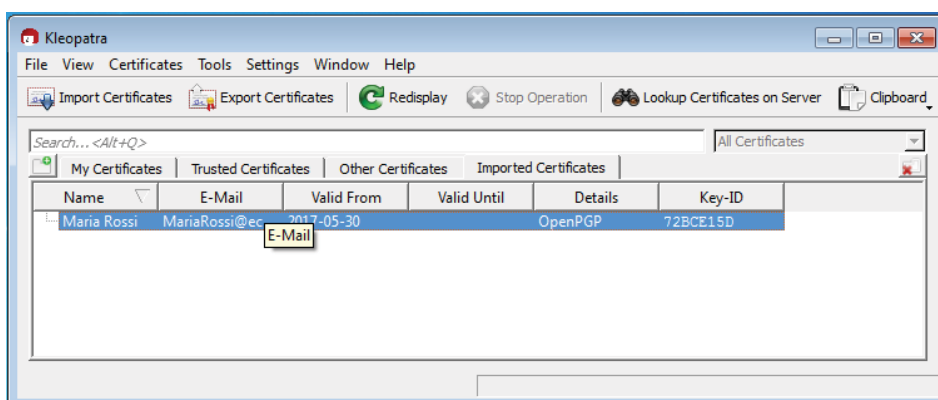 Kleopatra
File View Certificates Tools Settings Window Help
Import Certificates Export Certificates Redisplay Stop Operation Lookup Certificates on Server Clipboard
Search...<Alt+Q> All Certificates
My Certificates Trusted Certificates Other Certificates Imported Certificates
Name E-Mail Valid From Valid Until Details Key-ID
Maria Rossi MariaRossi@ec 2017-05-30 OpenPGP 72BCE15D
E-Mail